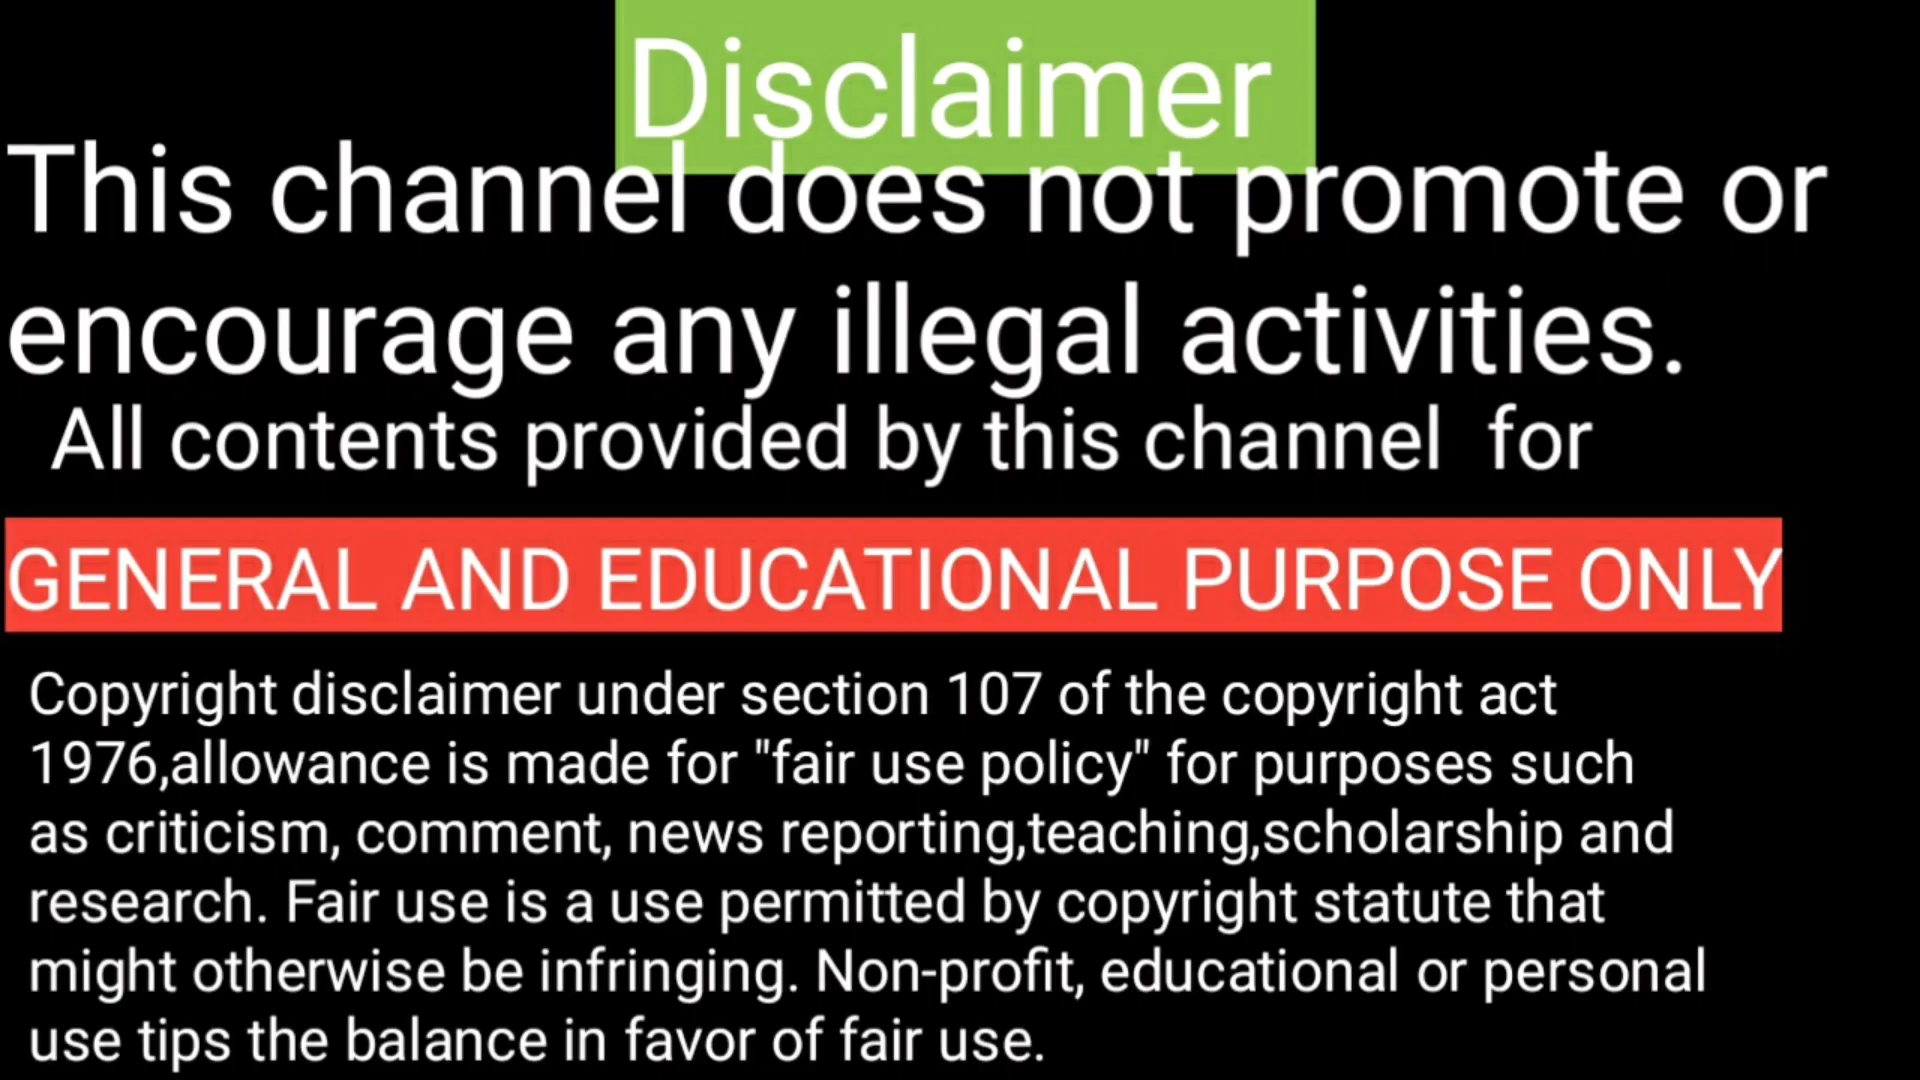 Disclaimer
This channel does not promote or
encourage any illegal activities.
All contents provided by this channel  for
GENERAL AND EDUCATIONAL PURPOSE ONLY
Copyright disclaimer under section 107 of the copyright act
1976,allowance is made for "fair use policy" for purposes such
as criticism, comment, news reporting,teaching,scholarship and
research. Fair use is a use permitted by copyright statute that
might otherwise be infringing. Non-profit, educational or personal
use tips the balance in favor of fair use.